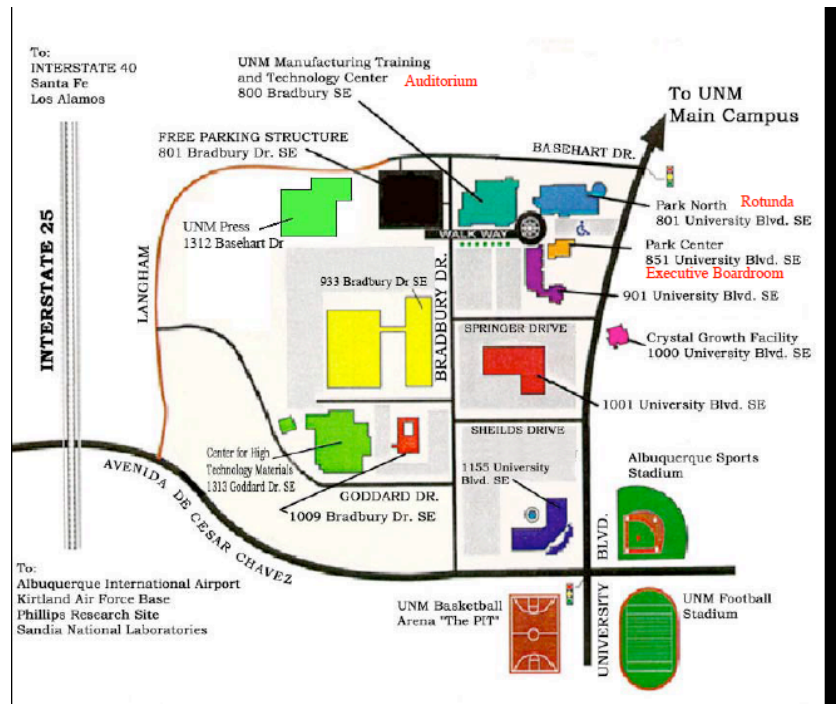 To:
INTERSTATE 40
Santa Fe
Los Alamos
UNM Manufacturing Training
and Technology Center
800 Bradbury SE
Auditorium
To UNM
Main Campus
FREE PARKING STRUCTURE
801 Bradbury Dr. SE
BASEHART DR.
UNM Press
1312 Basehart Dr
Park North
801 University Blvd. SE
Rotunda
WALK WAY
Park Center
851 University Blvd. SE
Executive Boardroom
901 University Blvd. SE
INTERSTATE 25
LANGHAM
933 Bradbury Dr SE
BRADBURY DR.
SPRINGER DRIVE
Crystal Growth Facility
1000 University Blvd. SE
1001 University Blvd. SE
SHEILDS DRIVE
Center for High
Technology Materials
1313 Goddard Dr. SE
1155 University
Blvd. SE
Albuquerque Sports
Stadium
GODDARD DR.
1009 Bradbury Dr. SE
AVENIDA DE CESAR CHAVEZ
UNIVERSITY BLVD.
To:
Albuquerque International Airport
Kirtland Air Force Base
Phillips Research Site
Sandia National Laboratories
UNM Basketball
Arena "The PIT"
UNM Football
Stadium